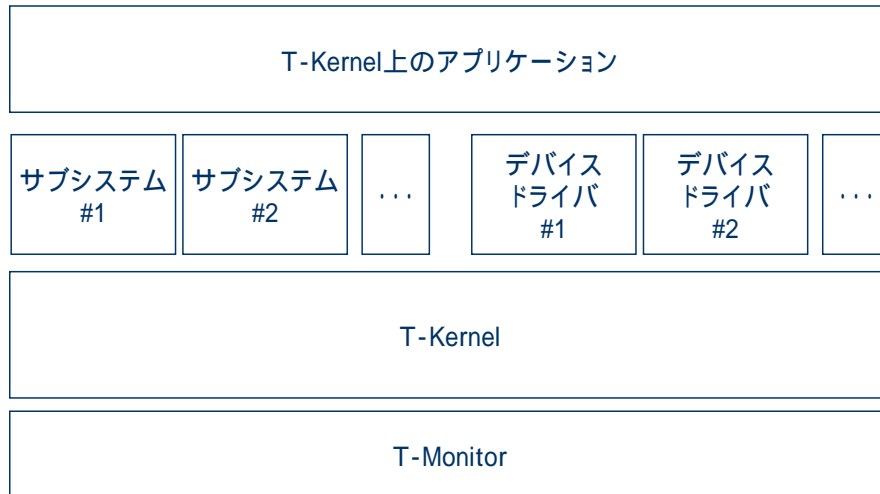 T-Kernel上のアプリケーション
サブシステム
#1
サブシステム
#2
...
デバイス
ドライバ
#1
デバイス
ドライバ
#2
...
T-Kernel
T-Monitor